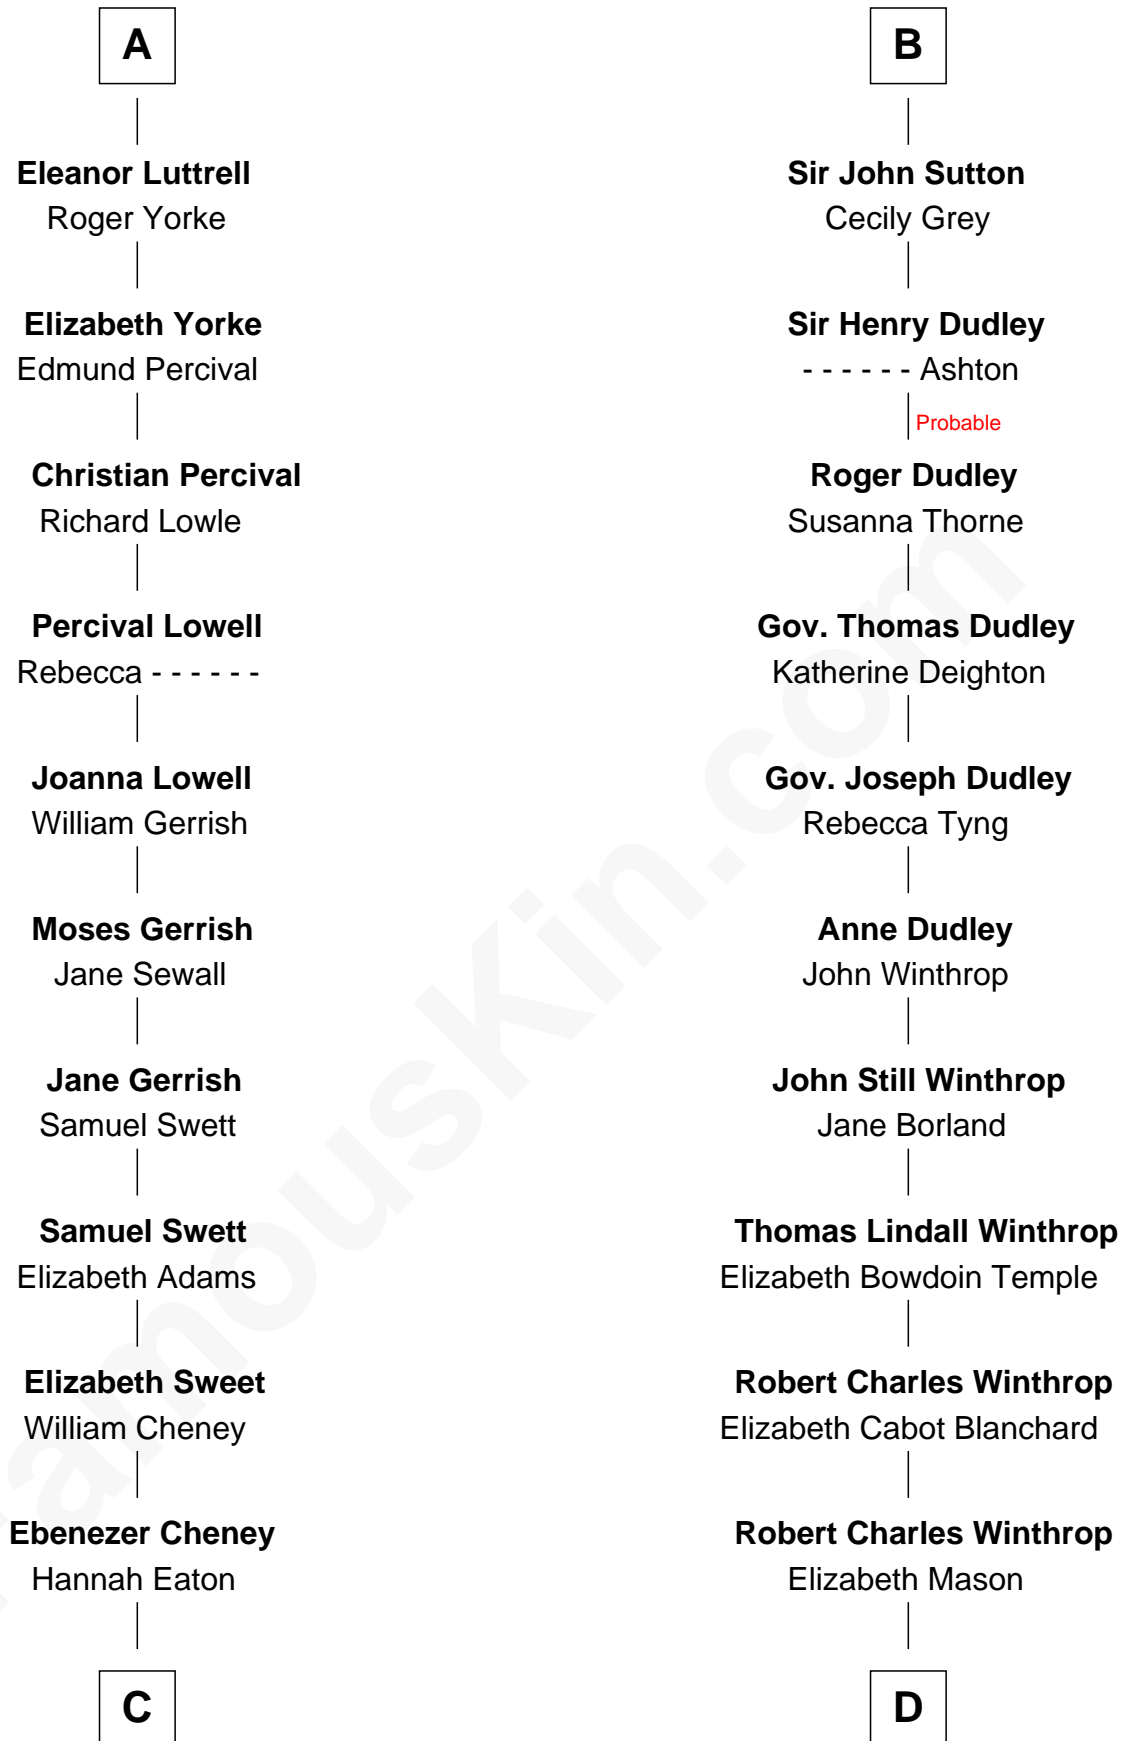 A
Eleanor Luttrell
Roger Yorke
Elizabeth Yorke
Edmund Percival
Christian Percival
Richard Lowle
Percival Lowell
Rebecca - - - - - -
Joanna Lowell
William Gerrish
Moses Gerrish
Jane Sewall
Jane Gerrish
Samuel Swett
Samuel Swett
Elizabeth Adams
Elizabeth Sweet
William Cheney
Ebenezer Cheney
Hannah Eaton
C
B
Sir John Sutton
Cecily Grey
Sir Henry Dudley
- - - - - - Ashton
Probable
Roger Dudley
Susanna Thorne
Gov. Thomas Dudley
Katherine Deighton
Gov. Joseph Dudley
Rebecca Tyng
Anne Dudley
John Winthrop
John Still Winthrop
Jane Borland
Thomas Lindall Winthrop
Elizabeth Bowdoin Temple
Robert Charles Winthrop
Elizabeth Cabot Blanchard
Robert Charles Winthrop
Elizabeth Mason
D
FamousKin.com